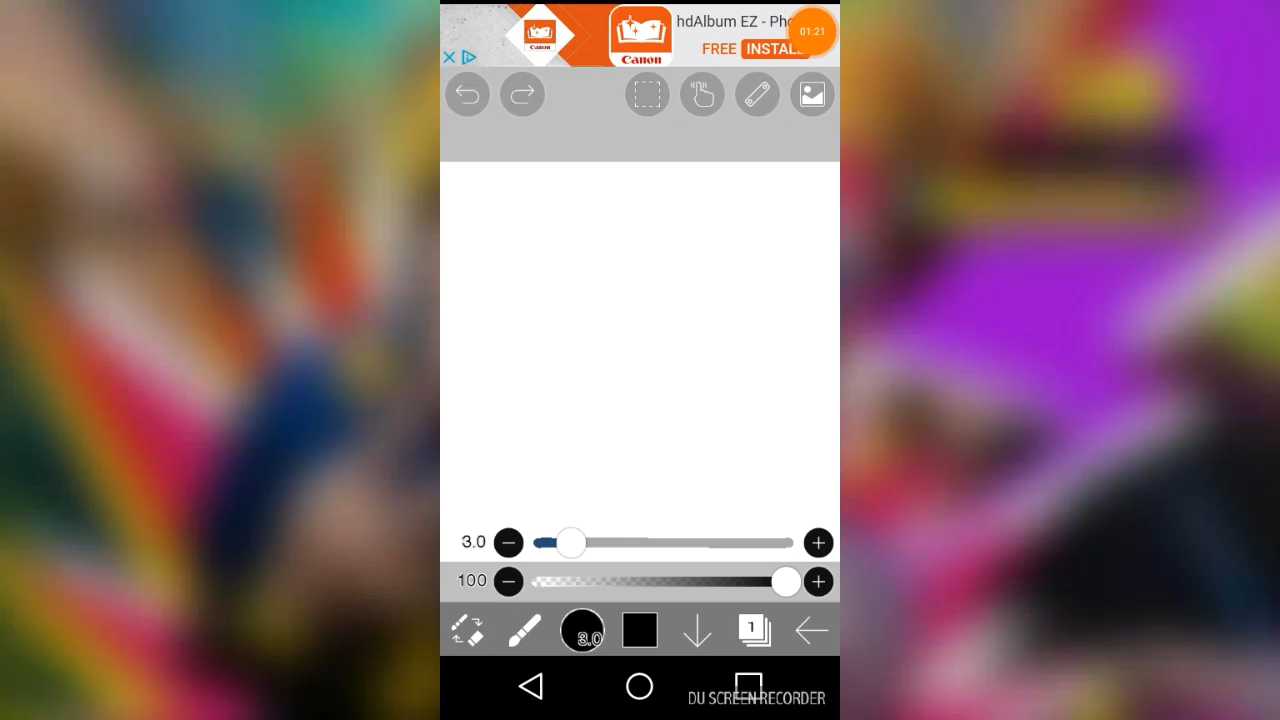 hdAlbum EZ - Pho
01:21
FREE INSTALL
Canon
Canon
3.0
100
3.0
1
DU SCREEN RECORDER